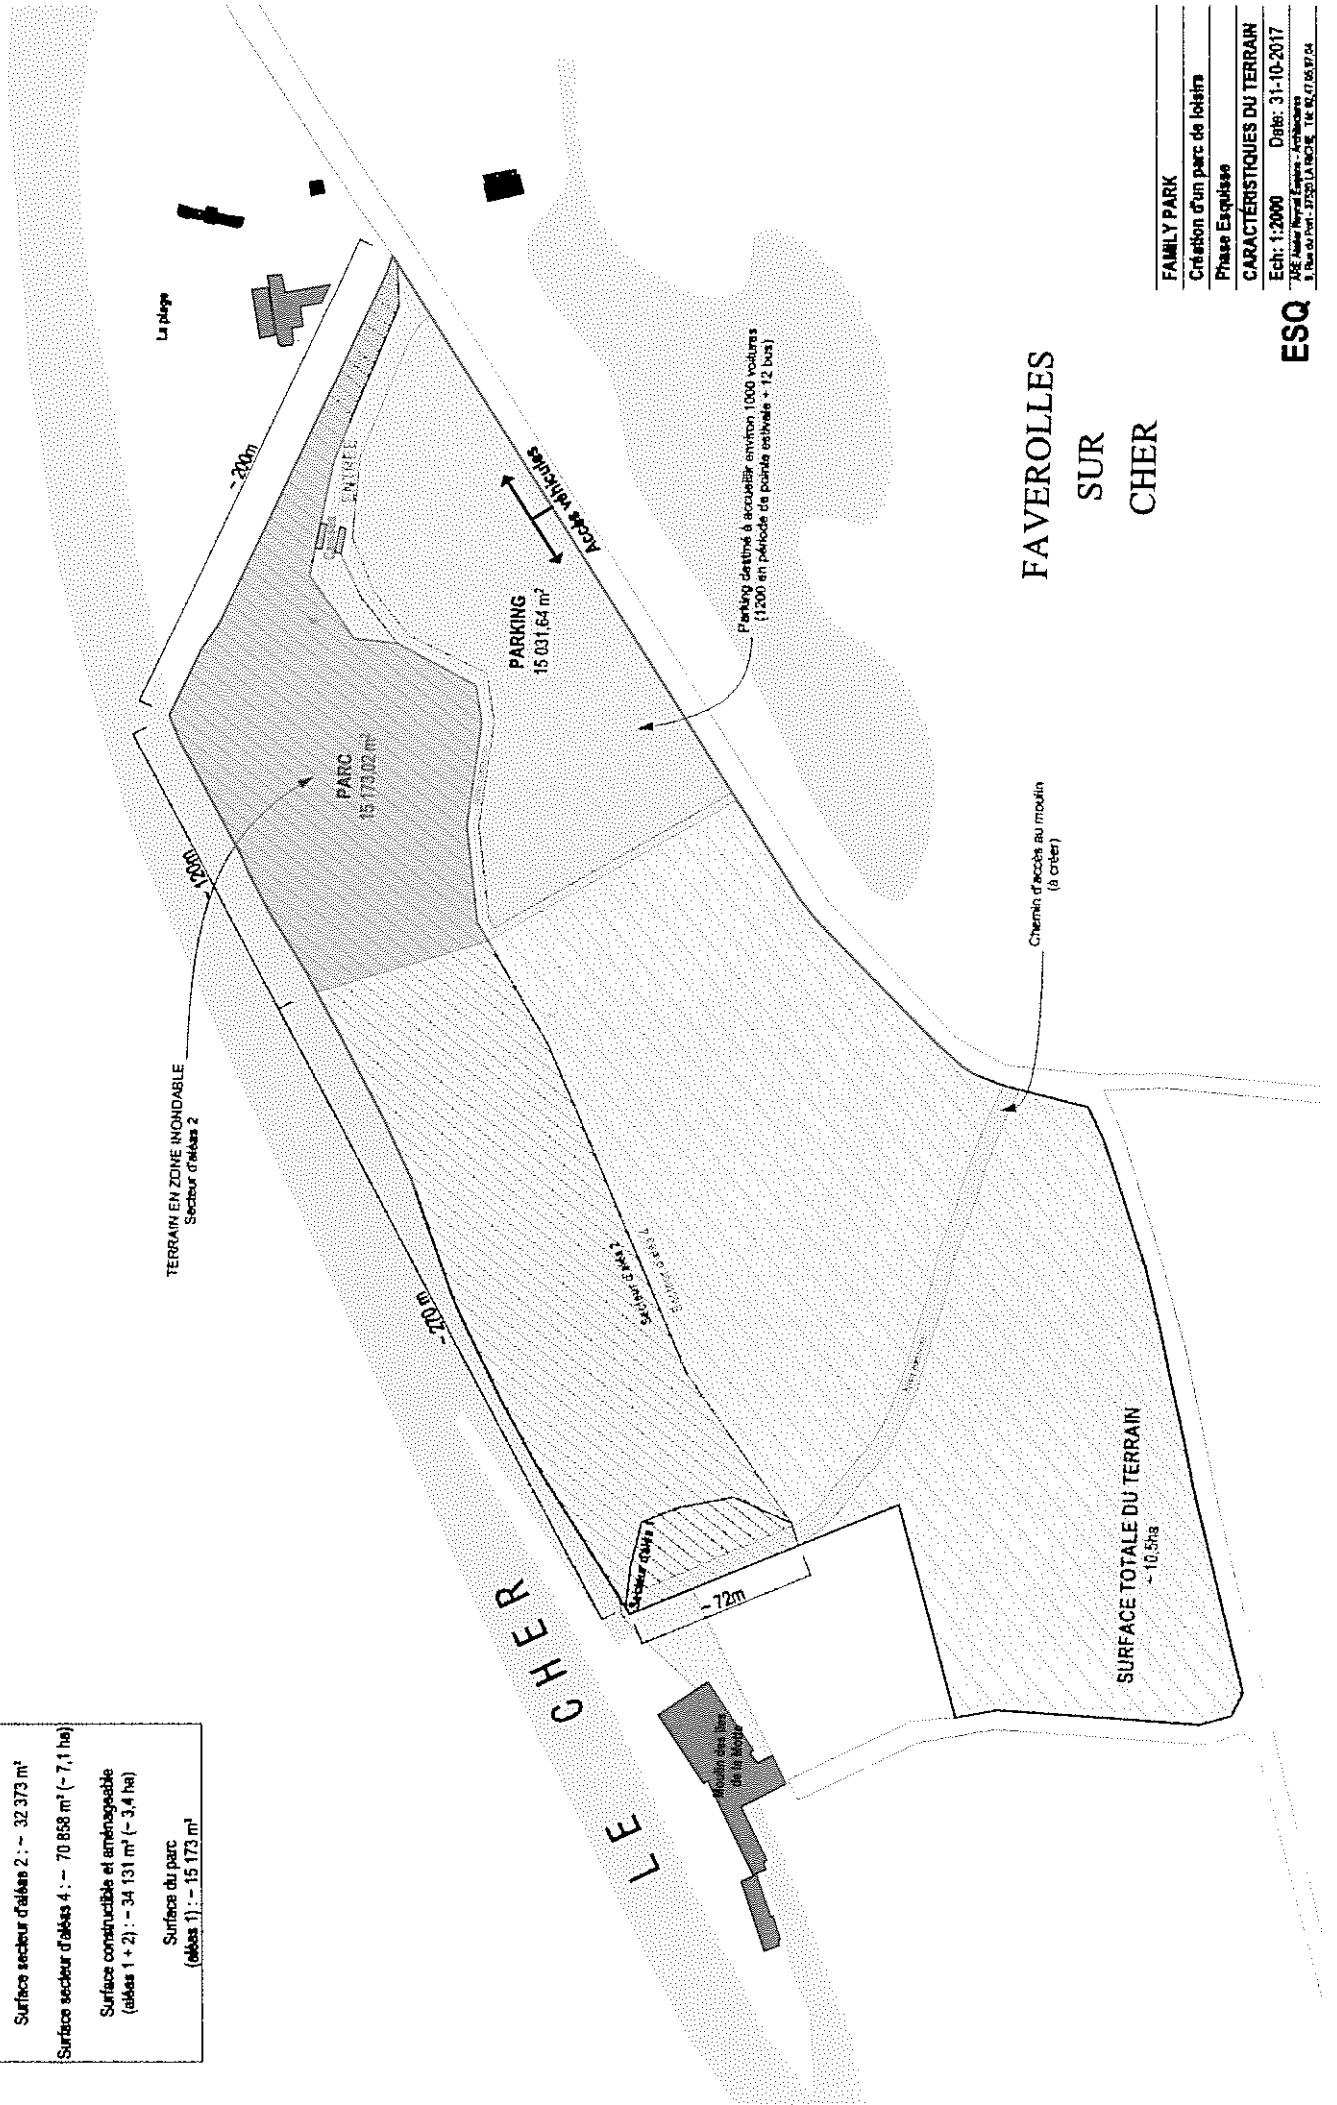 Surface secteur d'aléas 2 : ~ 32 373 m²
Surface secteur d'aléas 4 : ~ 70 858 m² (~ 7,1 ha)
Surface constructible et aménageable
(aléas 1 + 2) : ~ 34 131 m² (~ 3,4 ha)
Surface du parc
(aléas 1) : ~ 15 173 m²
TERRAIN EN ZONE INONDABLE
Secteur d'aléas 2
La plage
~ 200m
~ 120m
~ 270 m
~ 72m
ENTREE
PARC
15 173,02 m²
PARKING
15 031,64 m²
Accès véhicules
Parking destiné à accueillir environ 1000 voitures
(1200 en période de pointe estivale + 12 bus)
Chemin d'accès au moulin
(à créer)
Secteur d'aléa 2
Secteur d'aléa 4
Secteur d'aléa 1
LE CHER
Moulin des Iles
de la Motte
SURFACE TOTALE DU TERRAIN
~ 10,5ha
FAVEROLLES
SUR
CHER
ESQ
FAMILY PARK
Création d'un parc de loisirs
Phase Esquisse
CARACTÉRISTIQUES DU TERRAIN
Ech: 1:2000 Date: 31-10-2017